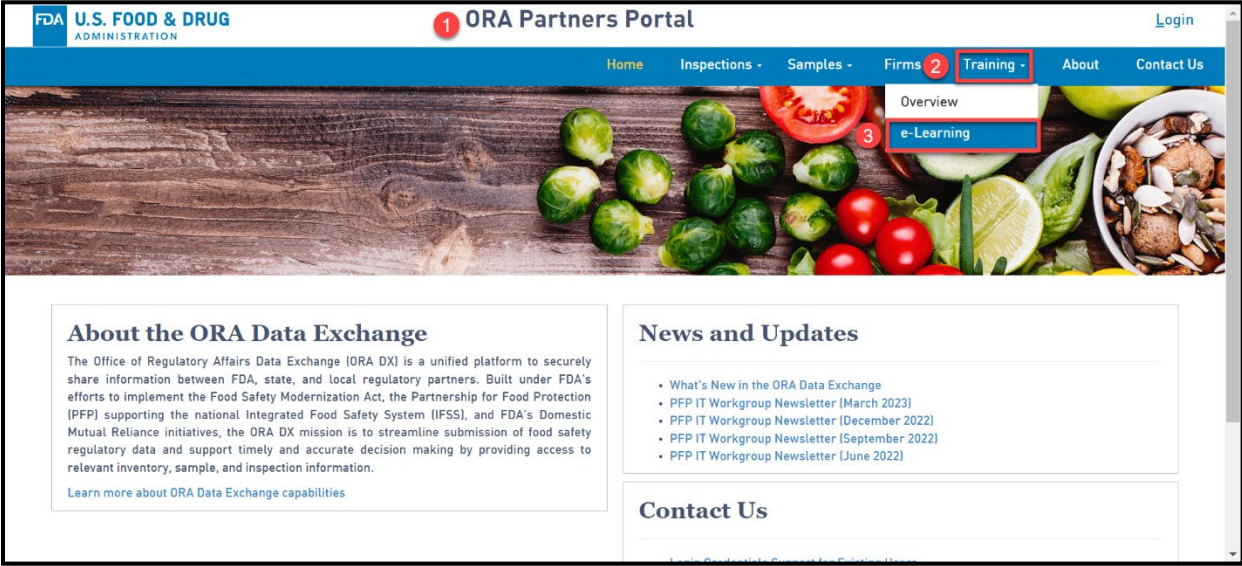 FDA U.S. FOOD & DRUG
ADMINISTRATION
1 ORA Partners Portal
Login
Home Inspections - Samples - Firms 2 Training - About Contact Us
Overview
3 e-Learning
About the ORA Data Exchange
The Office of Regulatory Affairs Data Exchange (ORA DX) is a unified platform to securely
share information between FDA, state, and local regulatory partners. Built under FDA's
efforts to implement the Food Safety Modernization Act, the Partnership for Food Protection
(PFP) supporting the national Integrated Food Safety System (IFSS), and FDA's Domestic
Mutual Reliance initiatives, the ORA DX mission is to streamline submission of food safety
regulatory data and support timely and accurate decision making by providing access to
relevant inventory, sample, and inspection information.
Learn more about ORA Data Exchange capabilities
News and Updates
• What's New in the ORA Data Exchange
• PFP IT Workgroup Newsletter (March 2023)
• PFP IT Workgroup Newsletter (December 2022)
• PFP IT Workgroup Newsletter (September 2022)
• PFP IT Workgroup Newsletter (June 2022)
Contact Us
Login Credentials Support for Existing Users